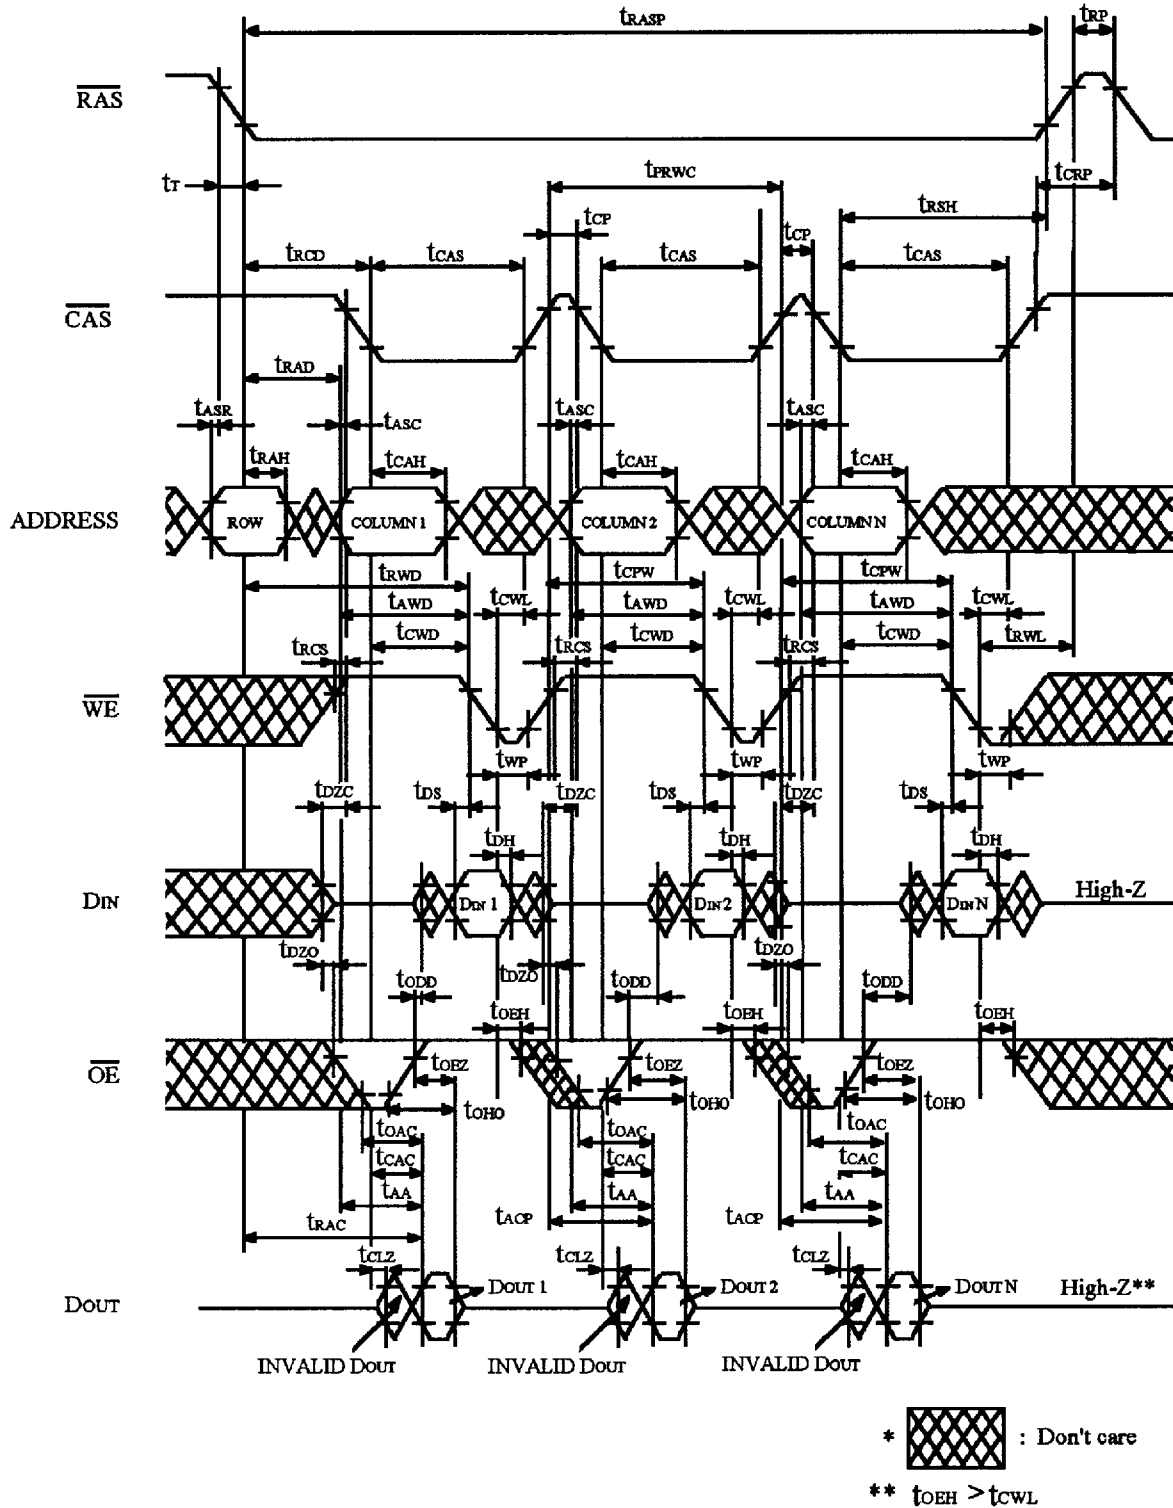 tRASP tRP
RAS
tT tPRWC tCRP
tRSH
tCP tCP
tRCD tCAS tCAS tCAS
CAS
tRAD
tASR tASC tASC tASC
tRAH tCAH tCAH tCAH
ADDRESS ROW COLUMN 1 COLUMN 2 COLUMN N
tRWD tCPW tCPW
tAWD tCWL tAWD tCWL tAWD tCWL
tRCS tCWD tRCS tCWD tRCS tCWD tRWL
WE
tWP tWP tWP
tDZC tDS tDZC tDS tDZC tDS
tDH tDH tDH
DIN DIN 1 DIN 2 DIN N High-Z
tDZO tDZO tDZO
tODD tODD tODD
tOEH tOEH tOEH
OE tOEZ tOEZ tOEZ
tOHO tOHO tOHO
tOAC tOAC tOAC
tCAC tCAC tCAC
tAA tAA tAA
tRAC tACP tACP
tCLZ tCLZ tCLZ
DOUT DOUT 1 DOUT 2 DOUT N High-Z**
INVALID DOUT INVALID DOUT INVALID DOUT
* : Don't care
** tOEH > tCWL